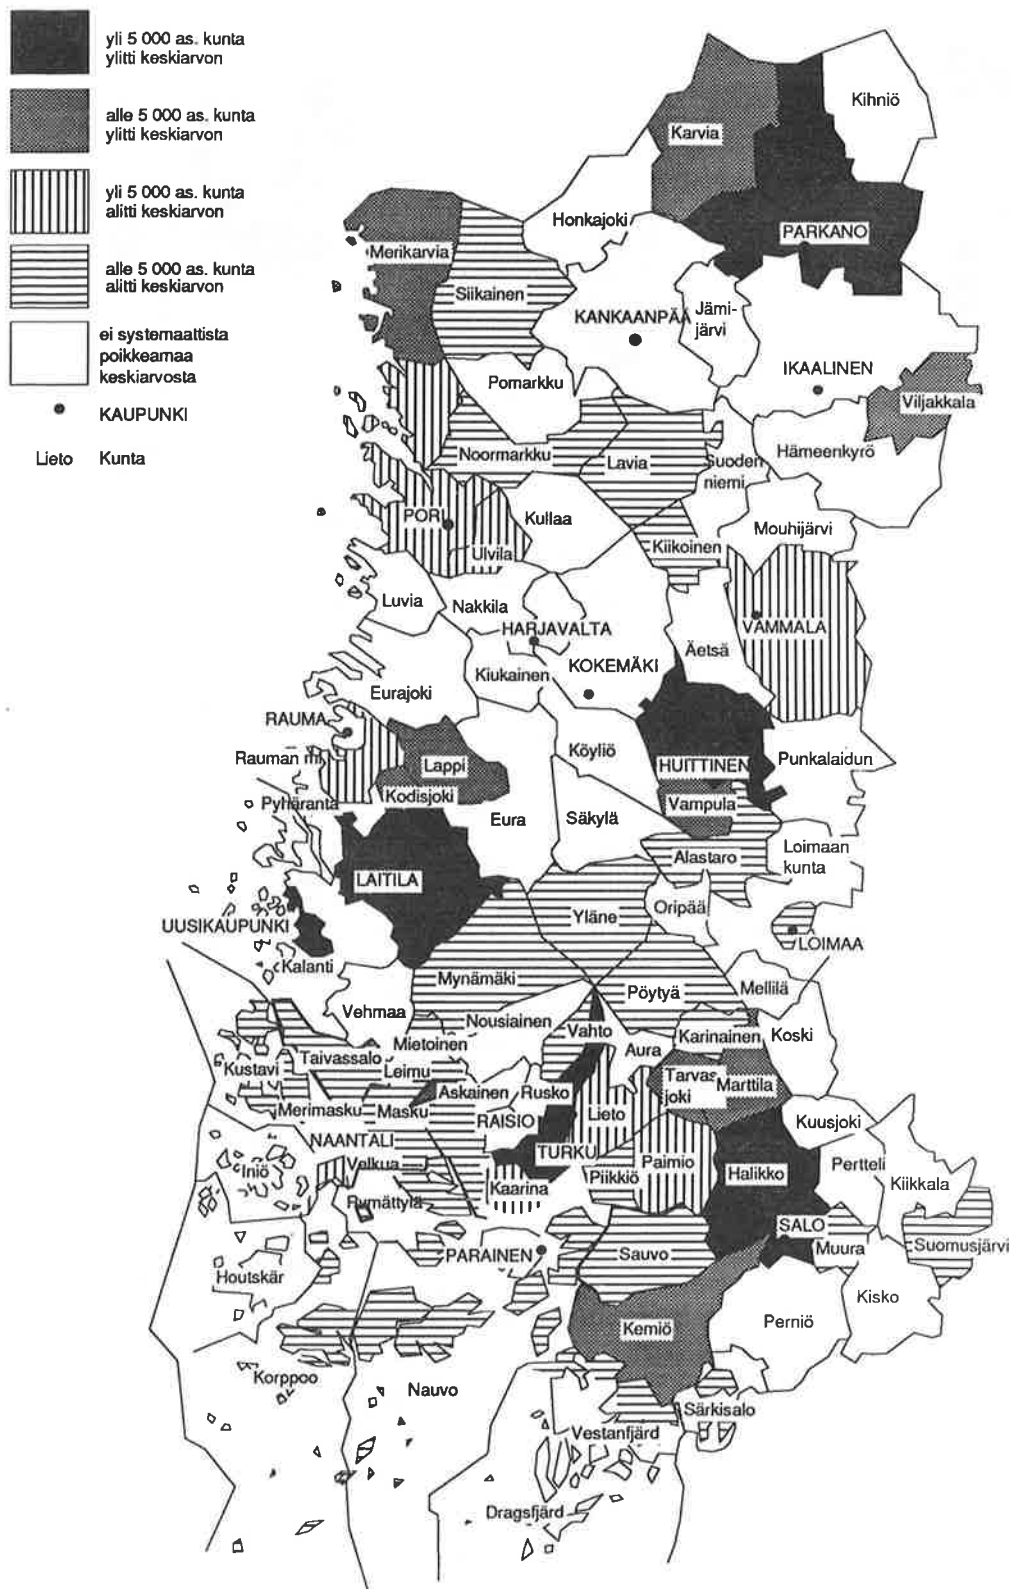 yli 5 000 as. kunta
ylitti keskiarvon
alle 5 000 as. kunta
ylitti keskiarvon
yli 5 000 as. kunta
alitti keskiarvon
alle 5 000 as. kunta
alitti keskiarvon
ei systemaattista
poikkeamaa
keskiarvosta
KAUPUNKI
Lieto Kunta
Kihniö
Karvia
Honkajoki
PARKANO
Merikarvia
Siikainen
KANKAANPÄÄ
Jämi-
järvi
IKAALINEN
Pomarkku
Viljakkala
Noormarkku
Lavia
Suoden
niemi
Hämeenkyrö
PORI
Kullaa
Mouhijärvi
Ulvila
Kiikoinen
Luvia
Nakkila
HARJAVALTA
VAMMALA
Äetsä
Kiukainen
KOKEMÄKI
Eurajoki
RAUMA
Rauman ml
Lappi
Köyliö
HUITTINEN
Punkalaidun
Kodisjoki
Pyhäranta
Eura
Säkylä
Vampula
Alastaro
Loimaan
kunta
LAITILA
Yläne
Oripää
UUSIKAUPUNKI
LOIMAA
Kalanti
Mynämäki
Pöytyä
Mellilä
Vehmaa
Nousiainen
Vahto
Karinainen
Koski
Mietoinen
Aura
Taivassalo
Kustavi
Leimu
Askainen
Rusko
Tarvas
joki
Marttila
Merimasku
Masku
RAISIO
Lieto
Kuusjoki
NAANTALI
TURKU
Paimio
Halikko
Pertteli
Iniö
Velkua
Kaarina
Piikkiö
Kiikkala
Rymättylä
SALO
PARAINEN
Sauvo
Muura
Suomusjärvi
Houtskär
Kisko
Kemiö
Perniö
Korppoo
Nauvo
Särkisalo
Vestanfjärd
Dragsfjärd